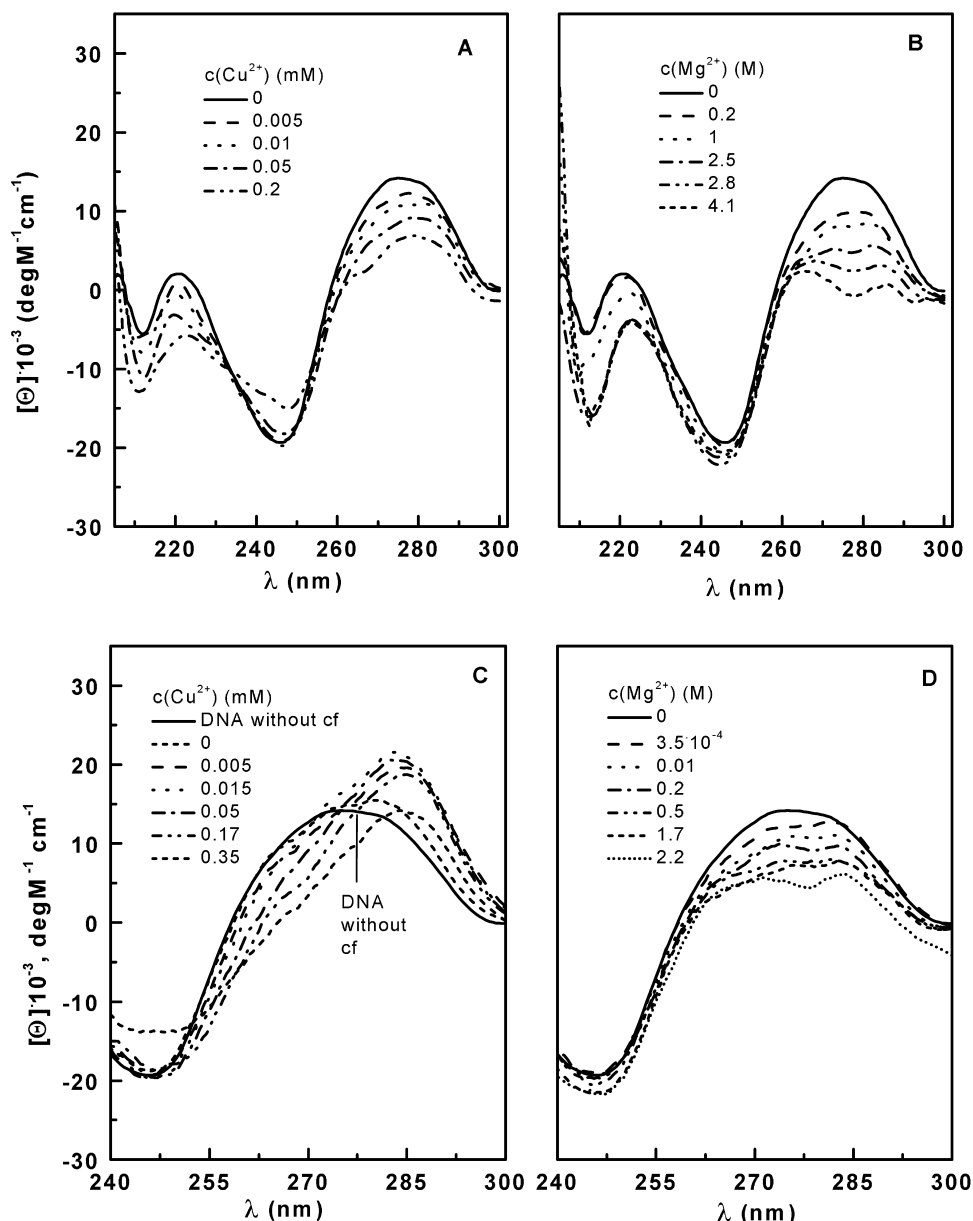 A
c(Cu²⁺) (mM)
0
0.005
0.01
0.05
0.2
30
20
10
0
-10
-20
-30
[Θ]·10⁻³ (degM⁻¹cm⁻¹)
220 240 260 280 300
λ (nm)
B
c(Mg²⁺) (M)
0
0.2
1
2.5
2.8
4.1
220 240 260 280 300
λ (nm)
C
c(Cu²⁺) (mM)
DNA without cf
0
0.005
0.015
0.05
0.17
0.35
DNA
without
cf
30
20
10
0
-10
-20
-30
[Θ]·10⁻³, degM⁻¹ cm⁻¹
240 255 270 285 300
λ (nm)
D
c(Mg²⁺) (M)
0
3.5·10⁻⁴
0.01
0.2
0.5
1.7
2.2
240 255 270 285 300
λ (nm)